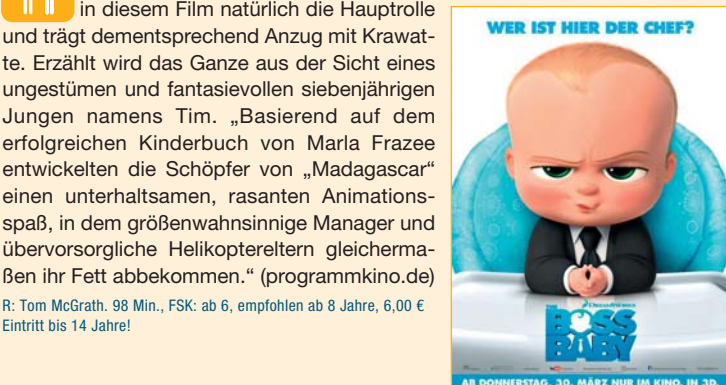 in diesem Film natürlich die Hauptrolle
und trägt dementsprechend Anzug mit Krawat-
te. Erzählt wird das Ganze aus der Sicht eines
ungestümen und fantasievollen siebenjährigen
Jungen namens Tim. „Basierend auf dem
erfolgreichen Kinderbuch von Marla Frazee
entwickelten die Schöpfer von „Madagascar“
einen unterhaltsamen, rasanten Animations-
spaß, in dem größenwahnsinnige Manager und
übervorsorgliche Helikoptereltern gleicherma-
ßen ihr Fett abbekommen.“ (programmkino.de)
R: Tom McGrath. 98 Min., FSK: ab 6, empfohlen ab 8 Jahre, 6,00 €
Eintritt bis 14 Jahre!
WER IST HIER DER CHEF?
DreamWorks
THE
BOSS
BABY
AB DONNERSTAG, 30. MÄRZ NUR IM KINO. IN 3D.